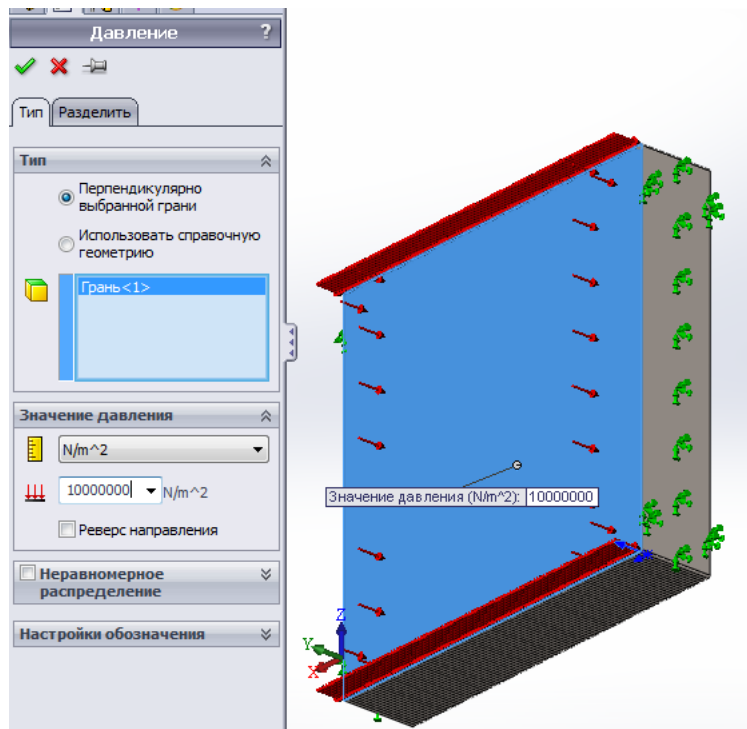 Давление ?
Тип Разделить
Тип
Перпендикулярно
выбранной грани
Использовать справочную
геометрию
Грань<1>
Значение давления
N/m^2
10000000 N/m^2
Реверс направления
Неравномерное
распределение
Настройки обозначения
Значение давления (N/m^2): 10000000
Z
Y
X